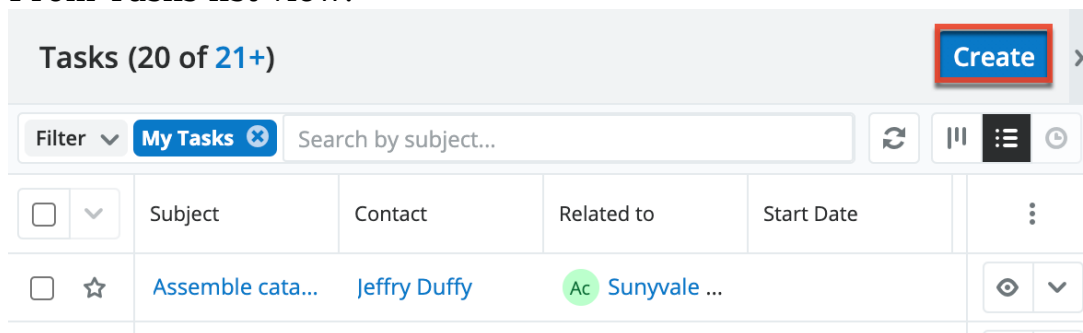 Tasks (20 of 21+) Create
Filter My Tasks Search by subject...
Subject Contact Related to Start Date
Assemble cata... Jeffry Duffy Ac Sunyvale ...